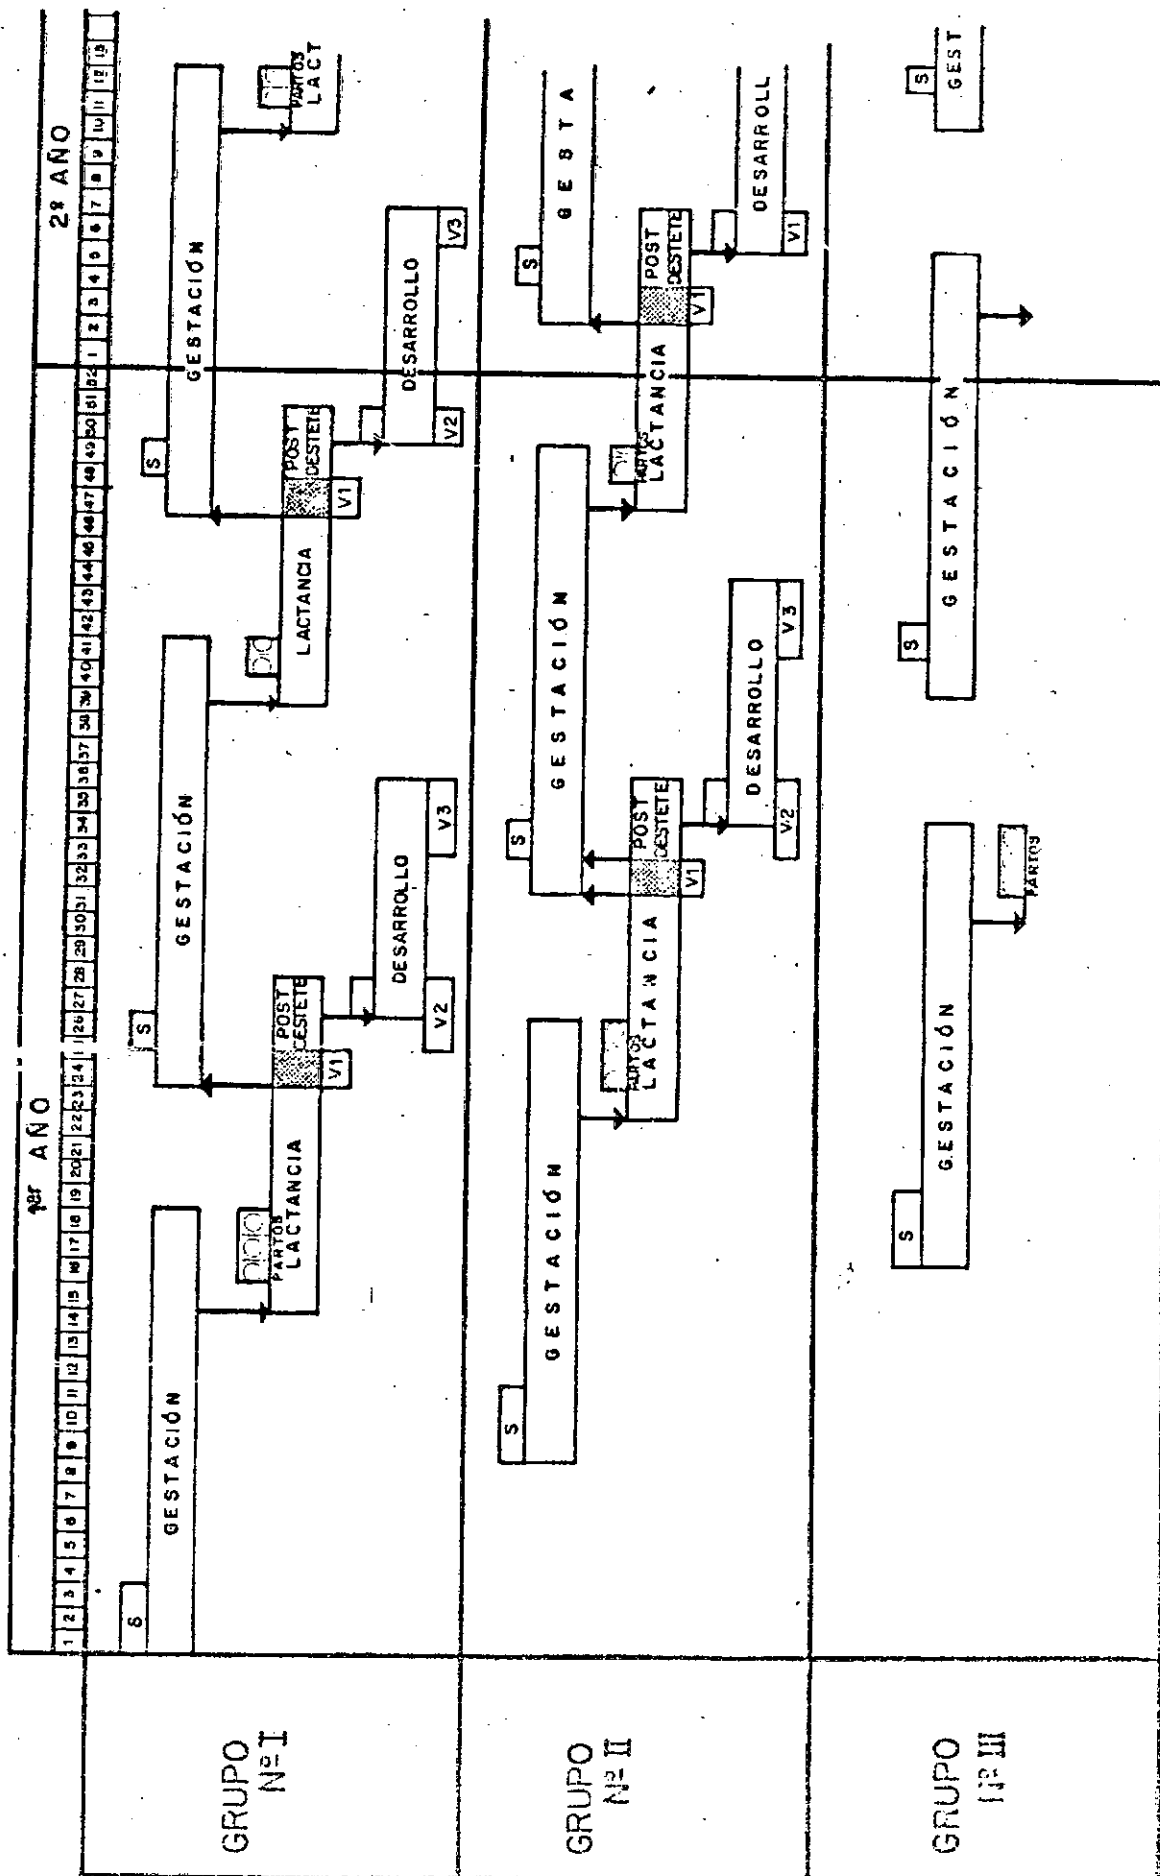 1er AÑO
2º AÑO
1 2 3 4 5 6 7 8 9 10 11 12 13 14 15 16 17 18 19 20 21 22 23 24 26 27 28 29 30 31 32 33 34 35 36 37 38 39 40 41 42 43 44 45 46 47 48 49 50 51 52 1 2 3 4 5 6 7 8 9 10 11 12 13
GRUPO
Nº I
S
GESTACIÓN
PARTOS
LACTANCIA
POST
DESTETE
V1
V2
DESARROLLO
V3
S
GESTACIÓN
LACTANCIA
POST
DESTETE
V1
V2
DESARROLLO
V3
S
GESTACIÓN
PARTOS
LACT
GRUPO
Nº II
S
GESTACIÓN
PARTOS
LACTANCIA
POST
DESTETE
V1
V2
DESARROLLO
V3
S
GESTACIÓN
PARTOS
LACTANCIA
POST
DESTETE
V1
V1
DESARROLL
S
GESTA
GRUPO
Nº III
S
GESTACIÓN
PARTOS
S
GESTACIÓN
S
GEST